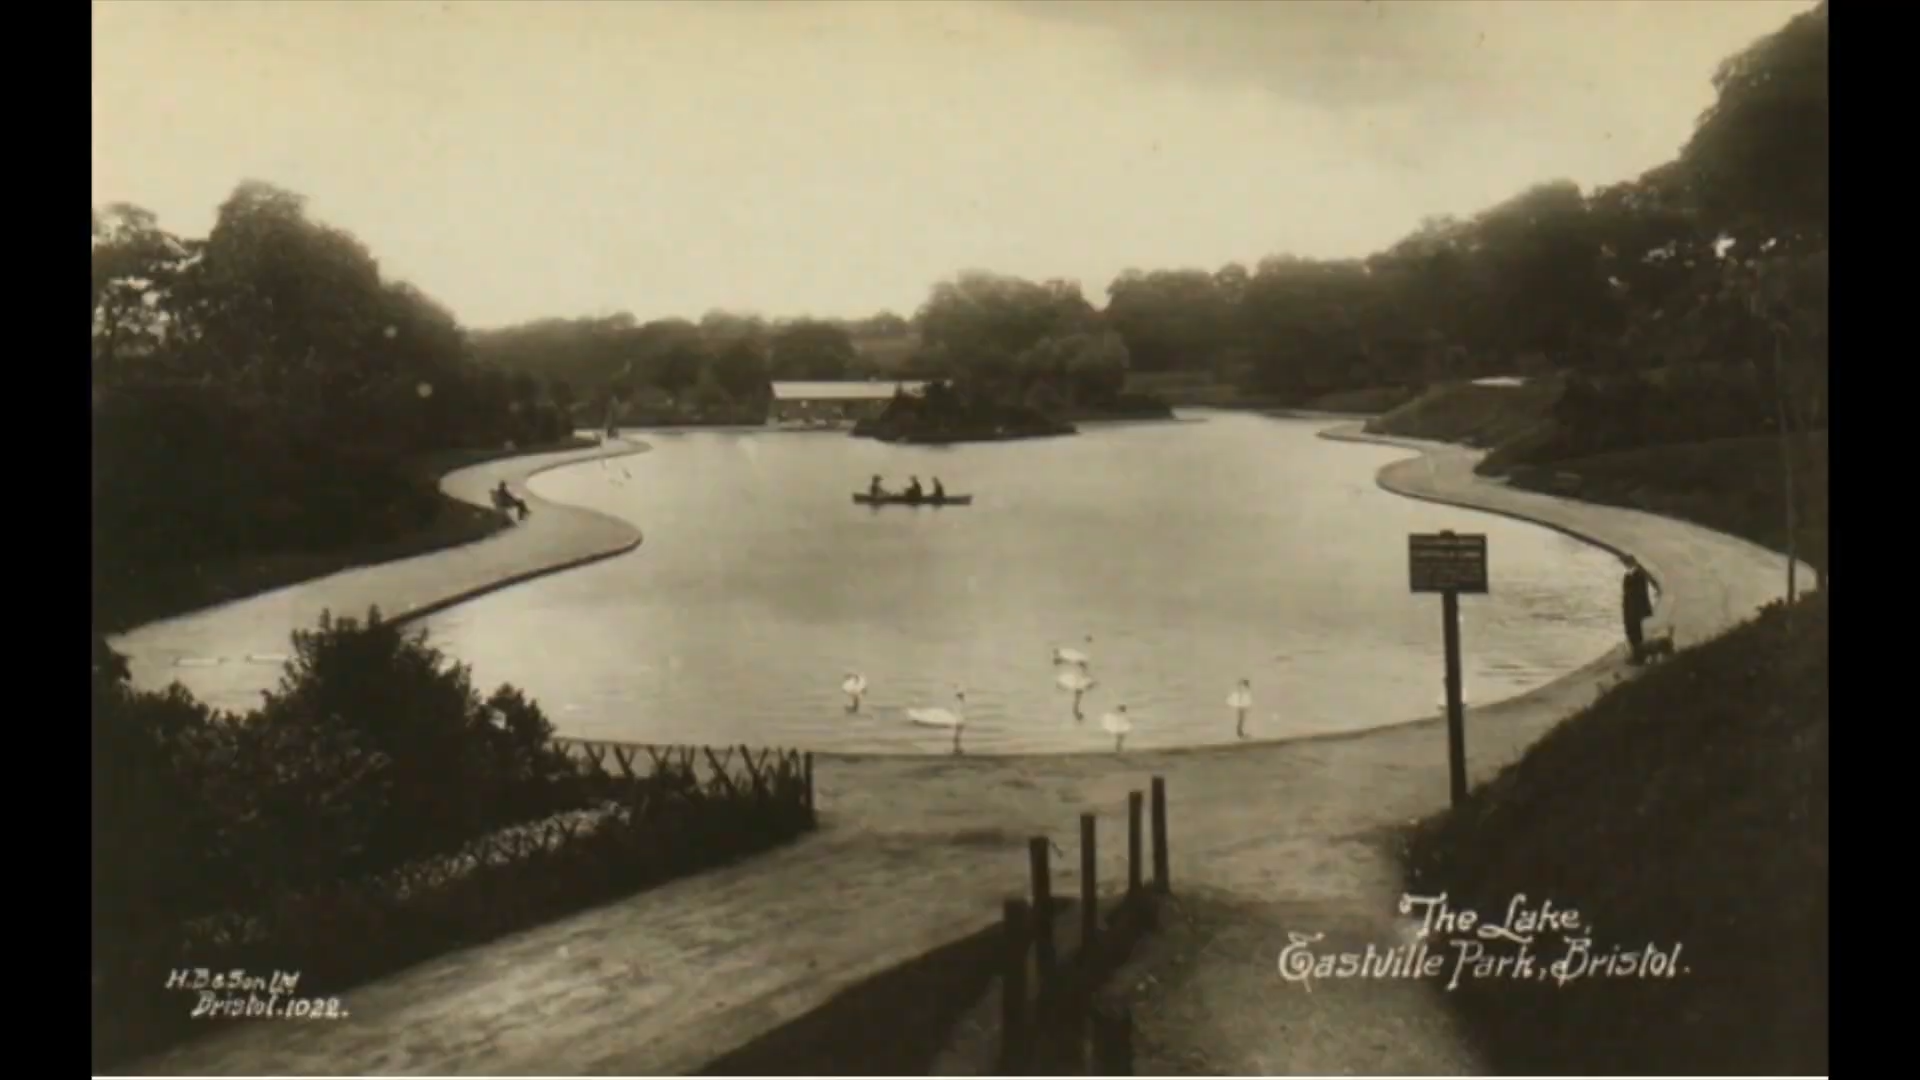 The Lake,
Eastville Park, Bristol.
H.B & Son Ltd
Bristol. 1022.